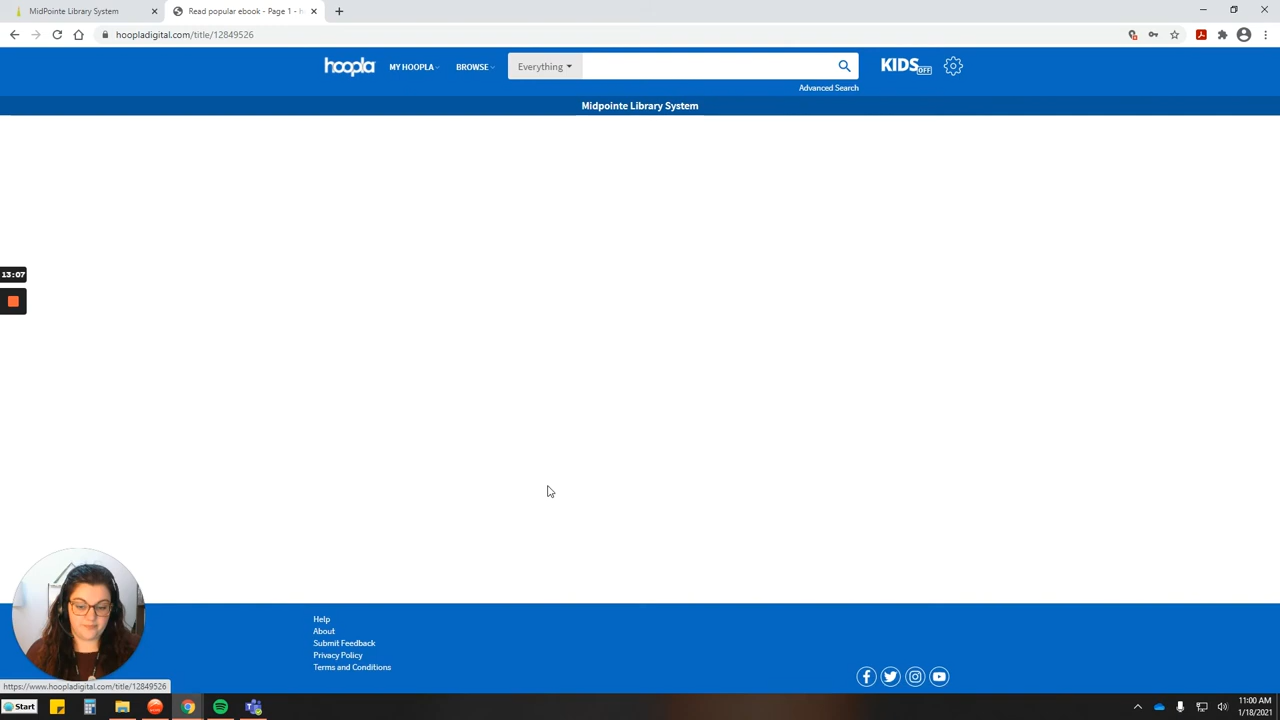 MidPointe Library System
Read popular ebook - Page 1 - h
hoopladigital.com/title/12849526
hoopla
MY HOOPLA
BROWSE
Everything
KIDS OFF
Advanced Search
Midpointe Library System
13:07
Help
About
Submit Feedback
Privacy Policy
Terms and Conditions
https://www.hoopladigital.com/title/12849526
Start
11:00 AM
1/18/2021